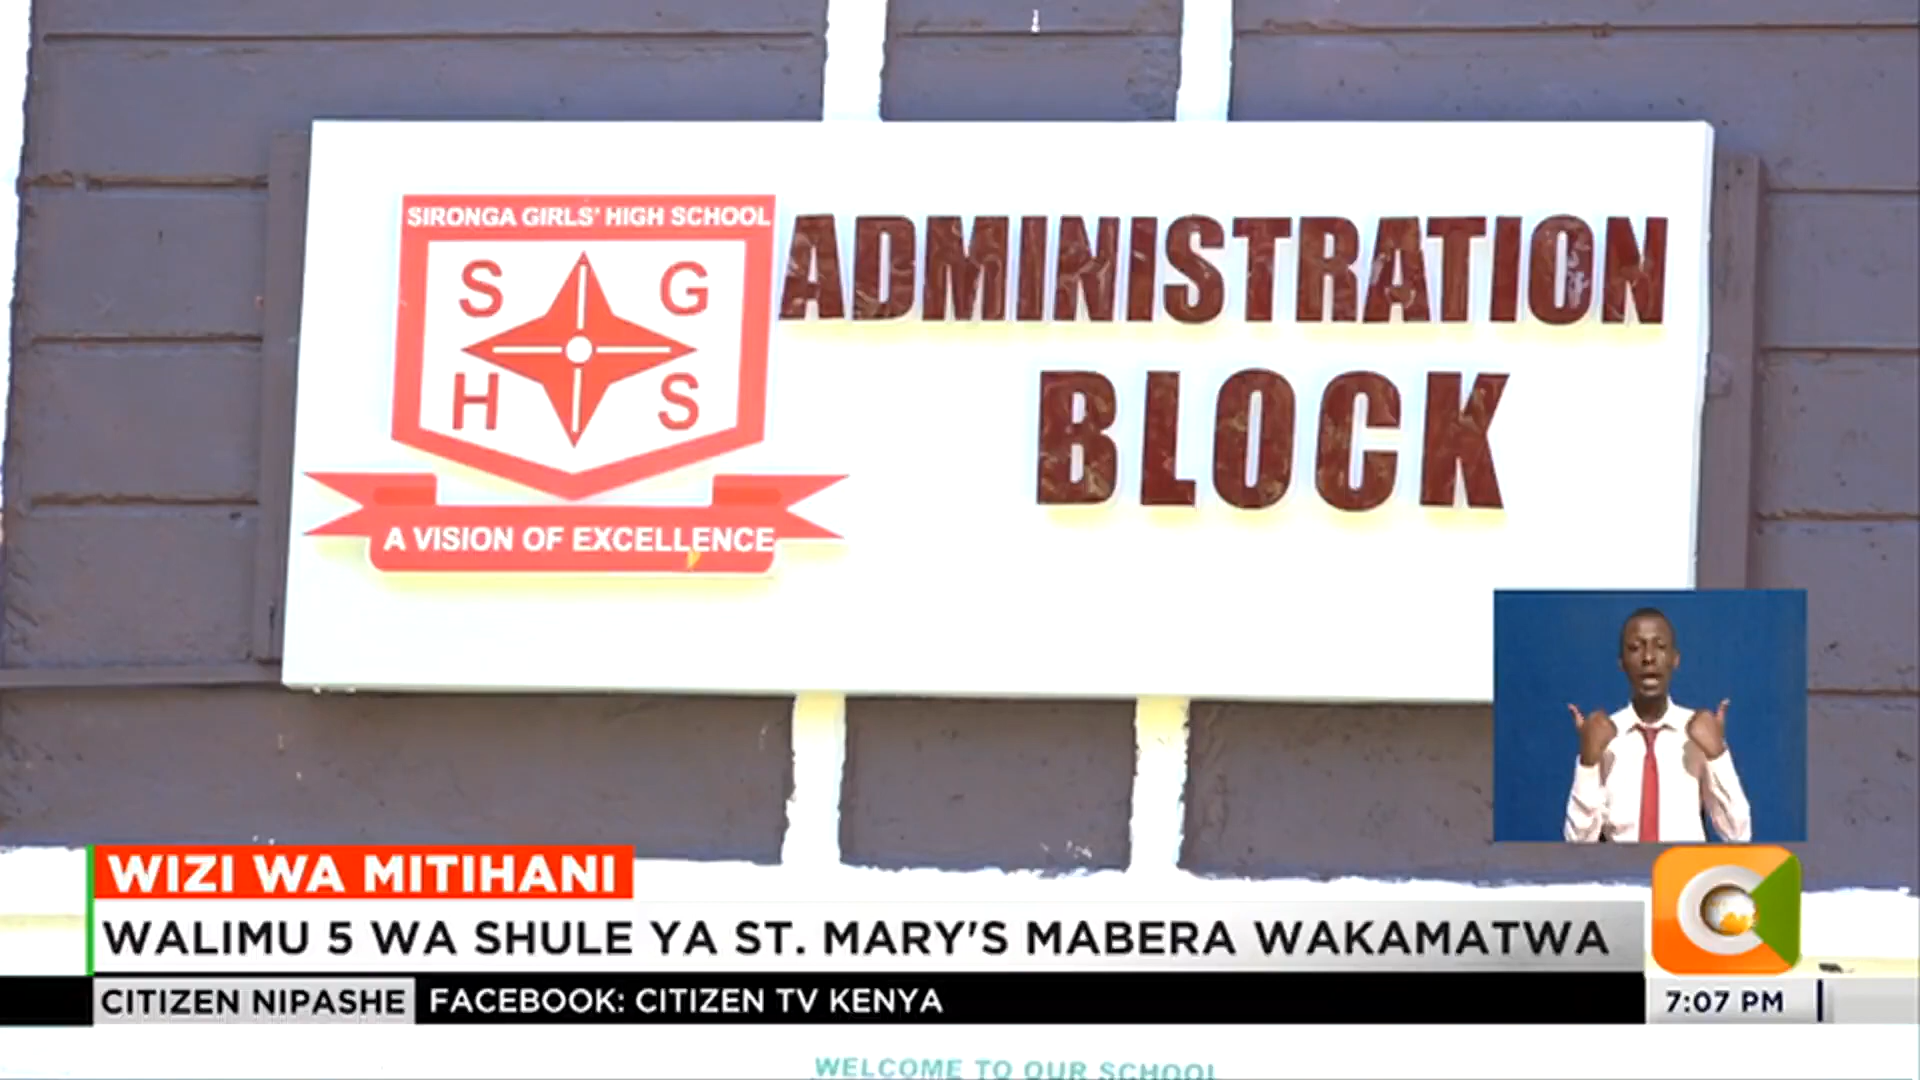 SIRONGA GIRLS' HIGH SCHOOL
S G
H S
A VISION OF EXCELLENCE
ADMINISTRATION
BLOCK
WIZI WA MITIHANI
WALIMU 5 WA SHULE YA ST. MARY'S MABERA WAKAMATWA
CITIZEN NIPASHE FACEBOOK: CITIZEN TV KENYA
7:07 PM
WELCOME TO OUR SCHOOL